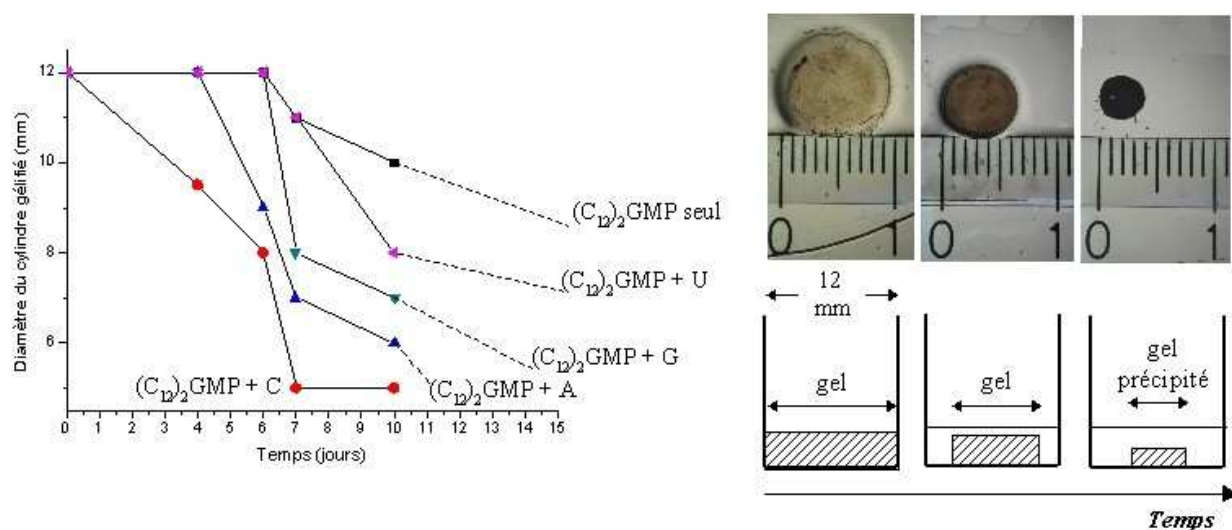 Diamètre du cylindre gélifié (mm)
12
10
8
6
0 1 2 3 4 5 6 7 8 9 10 11 12 13 14 15
Temps (jours)
(C12)2GMP seul
(C12)2GMP + U
(C12)2GMP + G
(C12)2GMP + A
(C12)2GMP + C
0 1
0 1
0 1
12
mm
gel
gel
gel
précipité
Temps